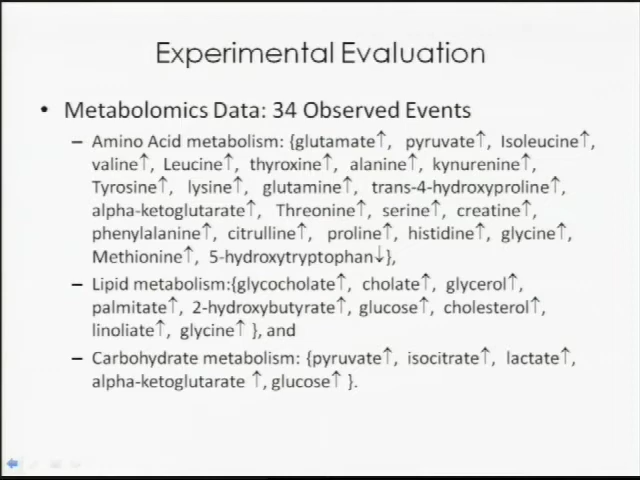 Experimental Evaluation
• Metabolomics Data: 34 Observed Events
– Amino Acid metabolism: {glutamate↑, pyruvate↑, Isoleucine↑,
valine↑, Leucine↑, thyroxine↑, alanine↑, kynurenine↑,
Tyrosine↑, lysine↑, glutamine↑, trans-4-hydroxyproline↑,
alpha-ketoglutarate↑, Threonine↑, serine↑, creatine↑,
phenylalanine↑, citrulline↑, proline↑, histidine↑, glycine↑,
Methionine↑, 5-hydroxytryptophan↓},
– Lipid metabolism:{glycocholate↑, cholate↑, glycerol↑,
palmitate↑, 2-hydroxybutyrate↑, glucose↑, cholesterol↑,
linoliate↑, glycine↑ }, and
– Carbohydrate metabolism: {pyruvate↑, isocitrate↑, lactate↑,
alpha-ketoglutarate ↑, glucose↑ }.